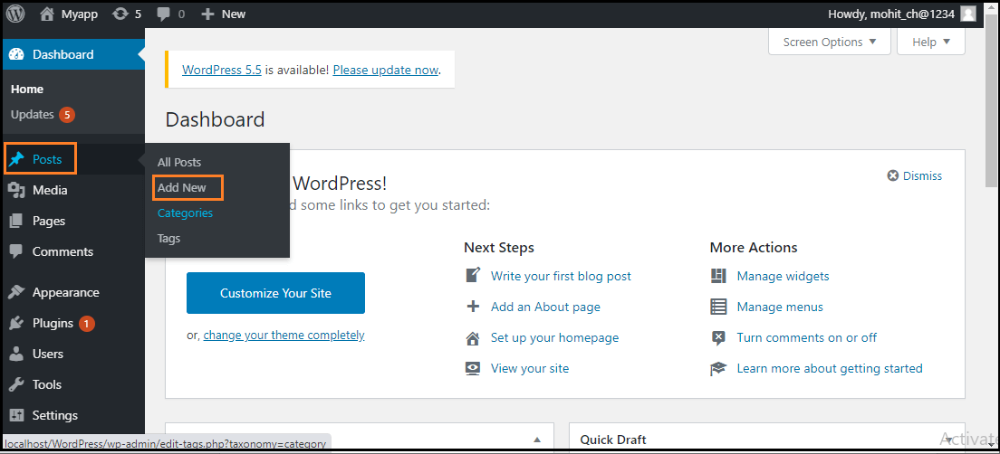 Myapp 5 0 New Howdy, mohit_ch@1234
Dashboard
Home
Updates 5
Posts
Media
Pages
Comments
Appearance
Plugins 1
Users
Tools
Settings
All Posts
Add New
Categories
Tags
Screen Options Help
WordPress 5.5 is available! Please update now.
Dashboard
WordPress!
Dismiss
some links to get you started:
Customize Your Site
or, change your theme completely
Next Steps
Write your first blog post
Add an About page
Set up your homepage
View your site
More Actions
Manage widgets
Manage menus
Turn comments on or off
Learn more about getting started
Quick Draft
Activate
localhost/WordPress/wp-admin/edit-tags.php?taxonomy=category